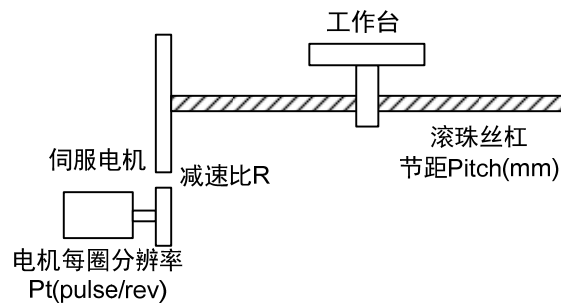 工作台
滚珠丝杠
节距Pitch(mm)
伺服电机
减速比R
电机每圈分辨率
Pt(pulse/rev)